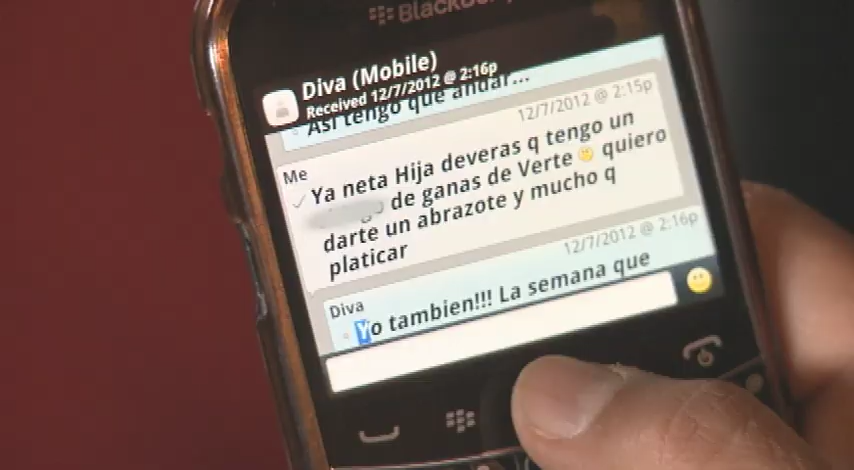 BlackBerry
Diva (Mobile)
Received 12/7/2012 @ 2:16p
Asi tengo que andar...
12/7/2012 @ 2:15p
Me
Ya neta Hija deveras q tengo un
de ganas de Verte quiero
darte un abrazote y mucho q
platicar
12/7/2012 @ 2:16p
Diva
Yo tambien!!! La semana que